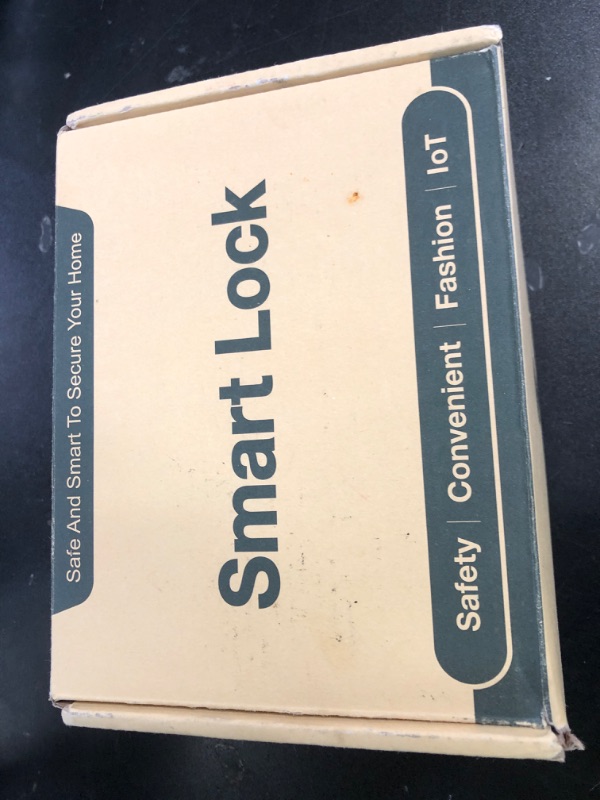 Safe And Smart To Secure Your Home
Smart Lock
Safety | Convenient | Fashion | IoT